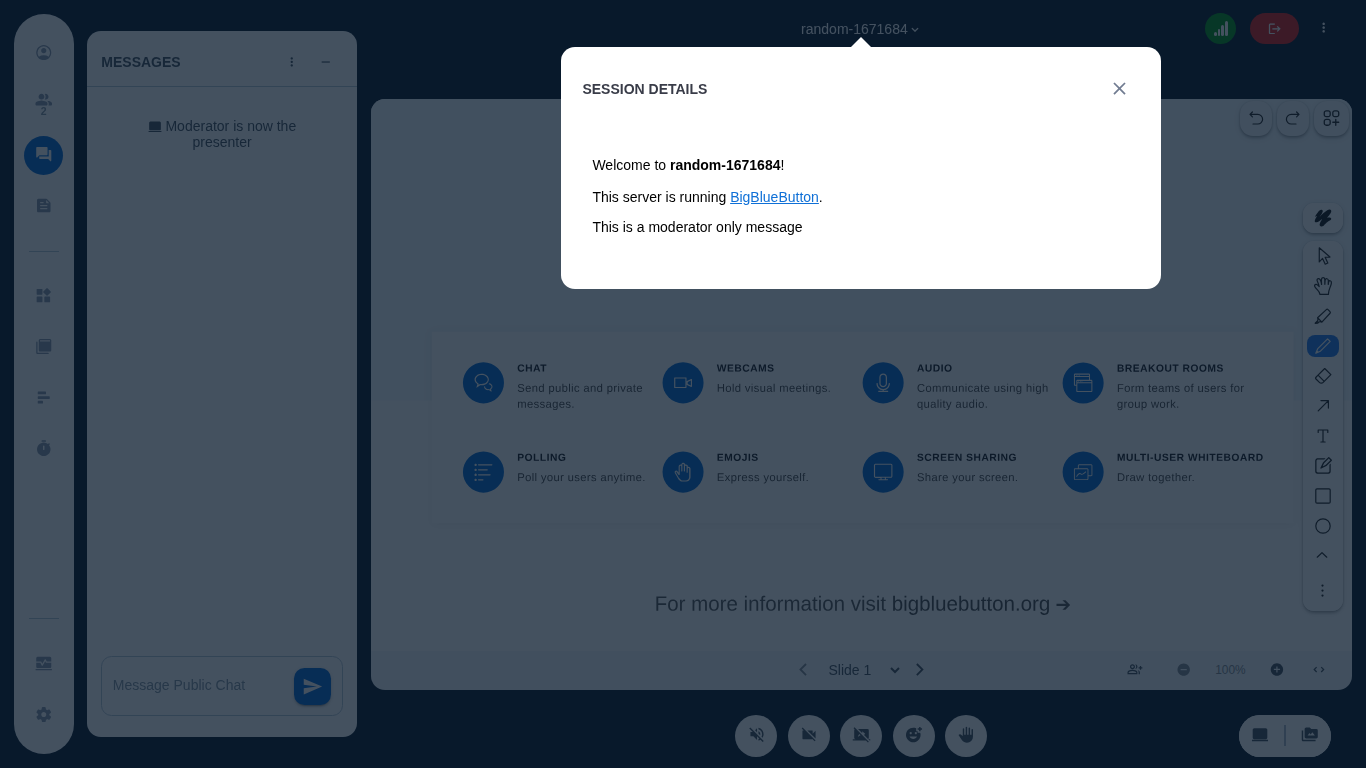 random-1671684
2
MESSAGES
Moderator is now the
presenter
Message Public Chat
SESSION DETAILS
Welcome to random-1671684!
This server is running BigBlueButton.
This is a moderator only message
CHAT
Send public and private
messages.
WEBCAMS
Hold visual meetings.
AUDIO
Communicate using high
quality audio.
BREAKOUT ROOMS
Form teams of users for
group work.
POLLING
Poll your users anytime.
EMOJIS
Express yourself.
SCREEN SHARING
Share your screen.
MULTI-USER WHITEBOARD
Draw together.
For more information visit bigbluebutton.org →
Slide 1
100%